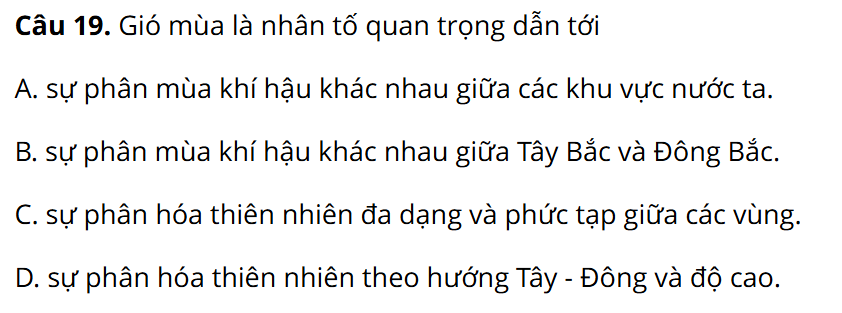 Câu 19. Gió mùa là nhân tố quan trọng dẫn tới
A. sự phân mùa khí hậu khác nhau giữa các khu vực nước ta.
B. sự phân mùa khí hậu khác nhau giữa Tây Bắc và Đông Bắc.
C. sự phân hóa thiên nhiên đa dạng và phức tạp giữa các vùng.
D. sự phân hóa thiên nhiên theo hướng Tây - Đông và độ cao.